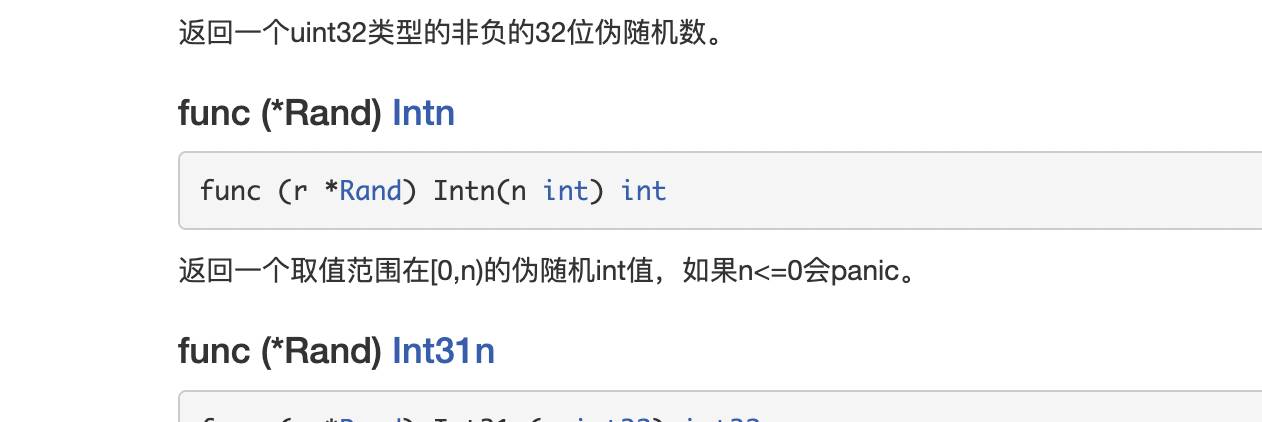 返回一个uint32类型的非负的32位伪随机数。
func (*Rand) Intn
func (r *Rand) Intn(n int) int
返回一个取值范围在[0,n)的伪随机int值，如果n<=0会panic。
func (*Rand) Int31n